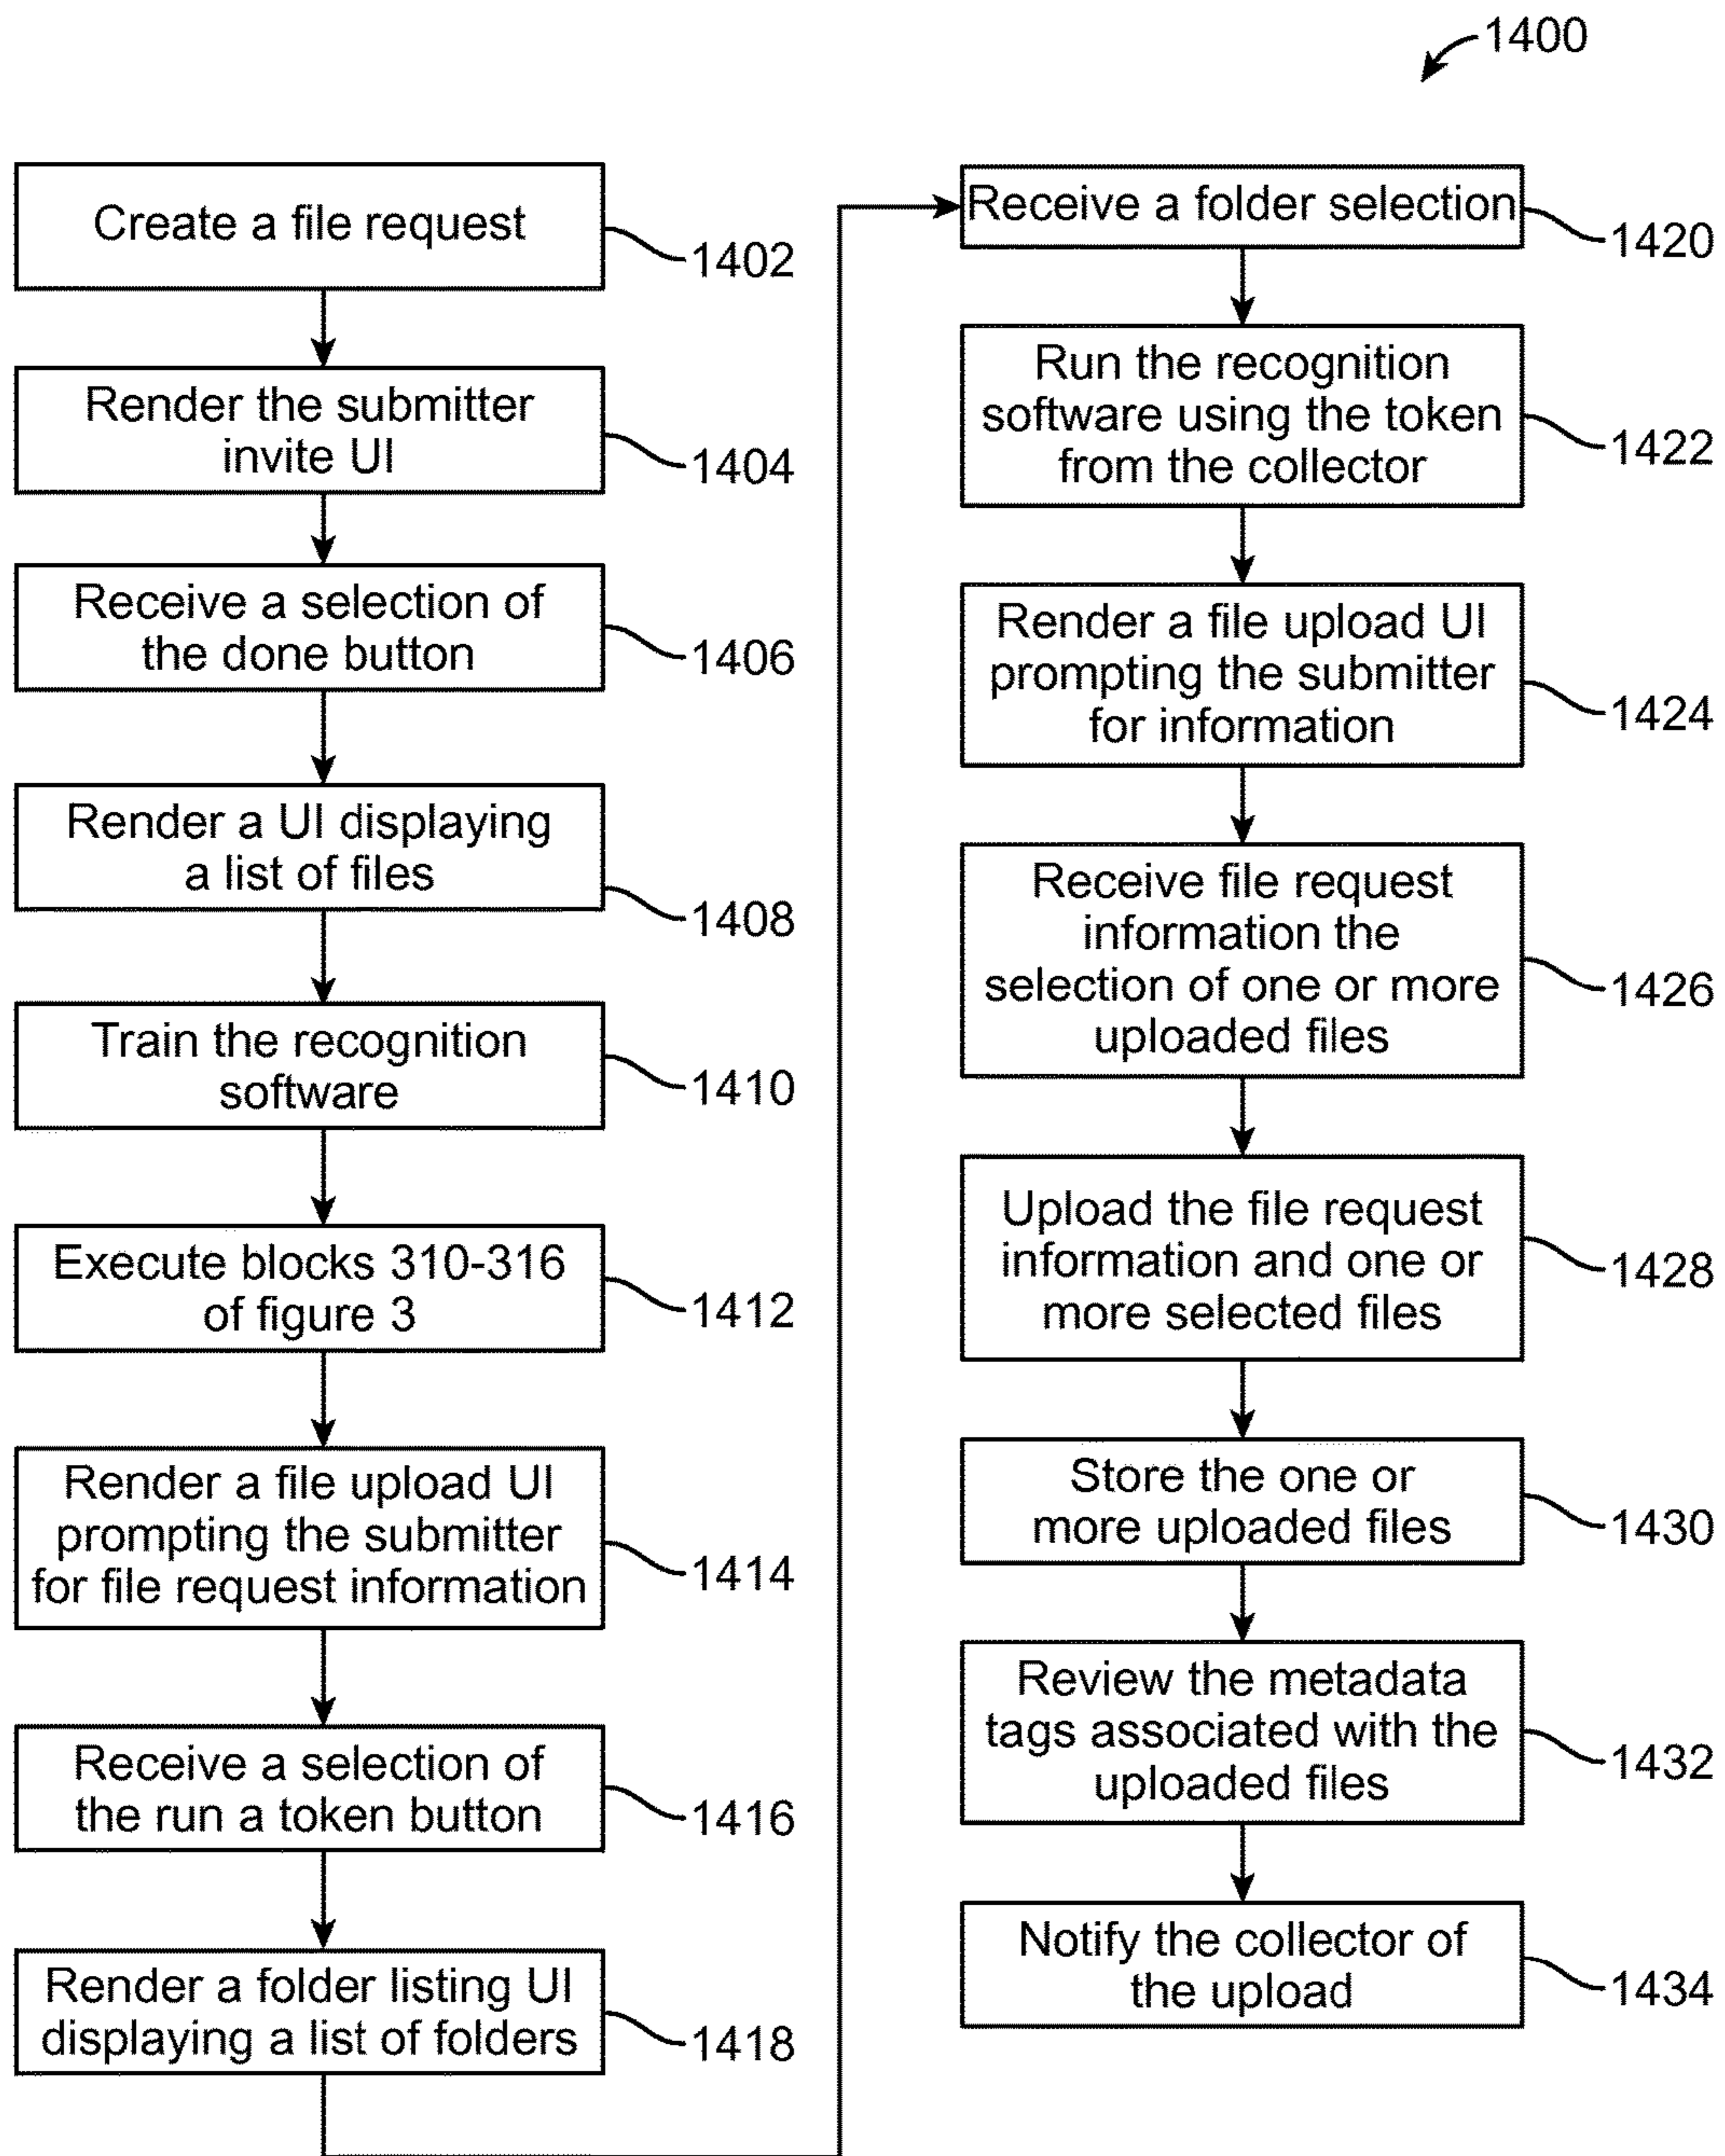 1400
Create a file request
1402
Render the submitter
invite UI
1404
Receive a selection of
the done button
1406
Render a UI displaying
a list of files
1408
Train the recognition
software
1410
Execute blocks 310-316
of figure 3
1412
Render a file upload UI
prompting the submitter
for file request information
1414
Receive a selection of
the run a token button
1416
Render a folder listing UI
displaying a list of folders
1418
Receive a folder selection
1420
Run the recognition
software using the token
from the collector
1422
Render a file upload UI
prompting the submitter
for information
1424
Receive file request
information the
selection of one or more
uploaded files
1426
Upload the file request
information and one or
more selected files
1428
Store the one or
more uploaded files
1430
Review the metadata
tags associated with the
uploaded files
1432
Notify the collector of
the upload
1434